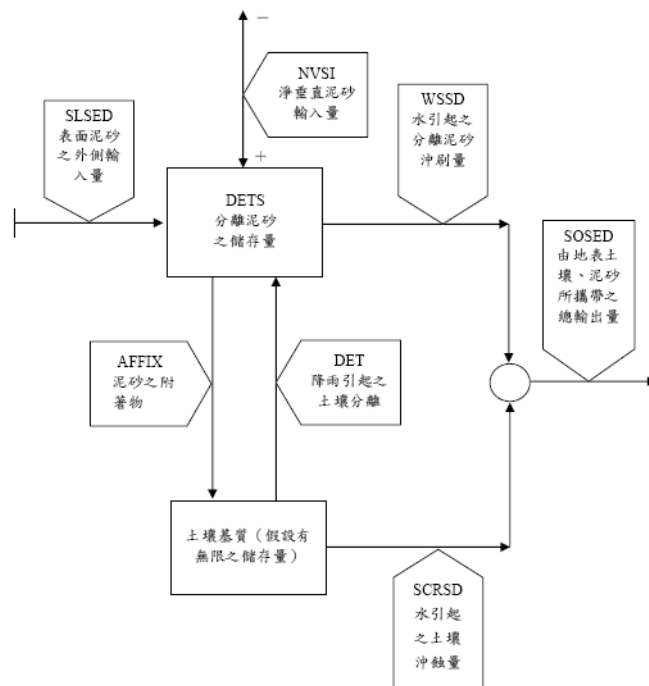 −
NVSI
淨垂直泥砂
輸入量
+
SLSED
表面泥砂
之外側輸
入量
WSSD
水引起之
分離泥砂
沖刷量
DETS
分離泥砂
之儲存量
SOSED
由地表土
壤、泥砂
所攜帶之
總輸出量
AFFIX
泥砂之附
著物
DET
降雨引起之
土壤分離
土壤基質（假設有
無限之儲存量）
SCRSD
水引起
之土壤
沖蝕量